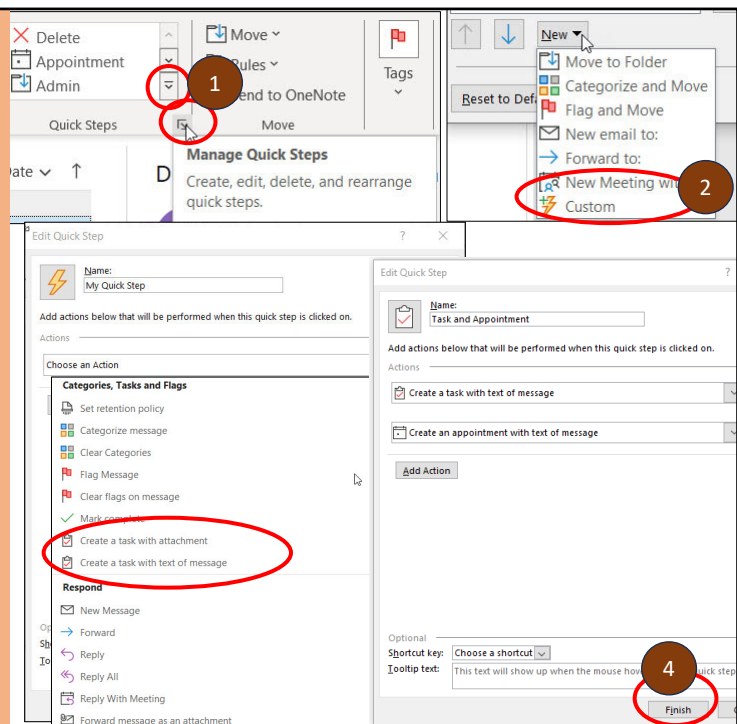 Delete
Appointment
Admin
Quick Steps
Move
Rules
end to OneNote
Move
Tags
1
Date
D
Manage Quick Steps
Create, edit, delete, and rearrange
quick steps.
New
Reset to Def
Move to Folder
Categorize and Move
Flag and Move
New email to:
Forward to:
New Meeting wi
Custom
2
Edit Quick Step ? ×
Name:
My Quick Step
Add actions below that will be performed when this quick step is clicked on.
Actions
Choose an Action
Categories, Tasks and Flags
Set retention policy
Categorize message
Clear Categories
Flag Message
Clear flags on message
Mark complete
Create a task with attachment
Create a task with text of message
Respond
New Message
Forward
Reply
Reply All
Reply With Meeting
Forward message as an attachment
Op
Sh
To
Edit Quick Step ?
Name:
Task and Appointment
Add actions below that will be performed when this quick step is clicked on.
Actions
Create a task with text of message
Create an appointment with text of message
Add Action
Optional
Shortcut key: Choose a shortcut
Tooltip text: This text will show up when the mouse hov uick step
4
Finish